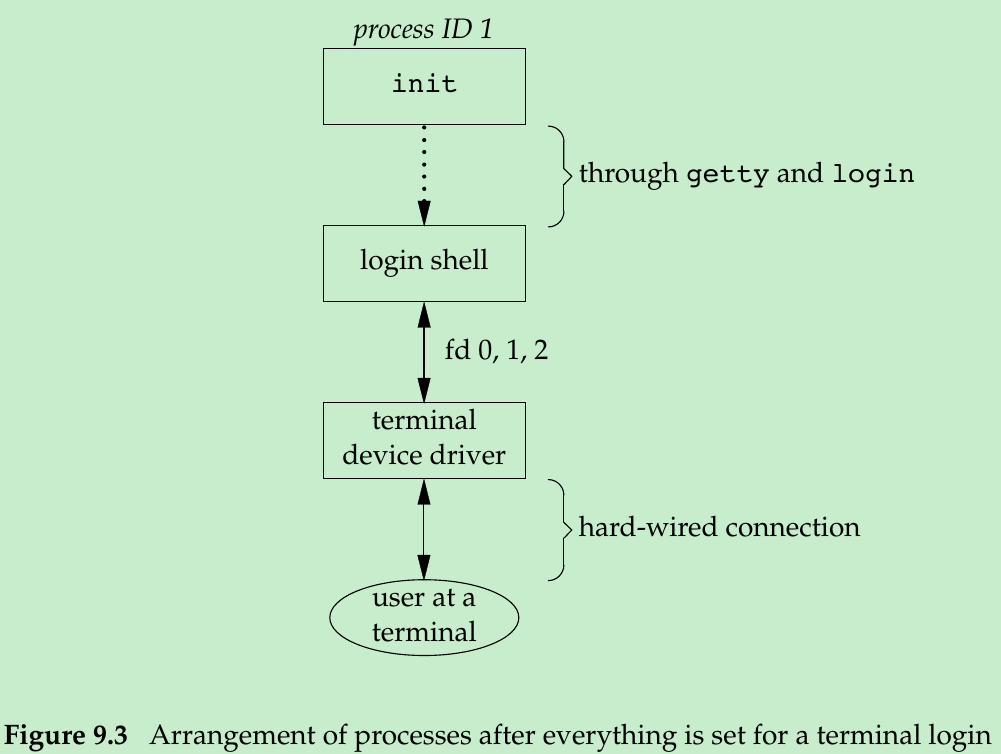 process ID 1
init
through getty and login
login shell
fd 0, 1, 2
terminal
device driver
hard-wired connection
user at a
terminal
Figure 9.3 Arrangement of processes after everything is set for a terminal login